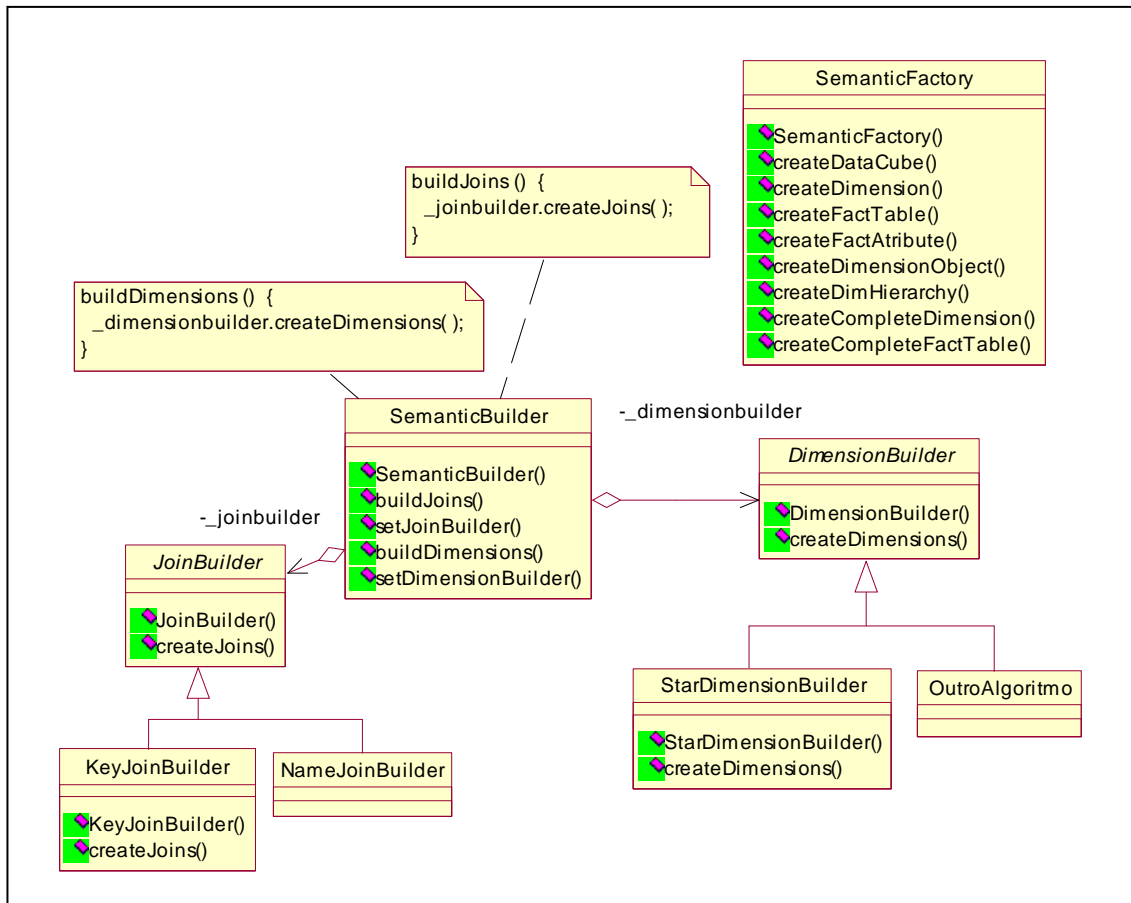 SemanticFactory
SemanticFactory()
createDataCube()
createDimension()
createFactTable()
createFactAtribute()
createDimensionObject()
createDimHierarchy()
createCompleteDimension()
createCompleteFactTable()
buildJoins () {
_joinbuilder.createJoins( );
}
buildDimensions () {
_dimensionbuilder.createDimensions( );
}
SemanticBuilder
SemanticBuilder()
buildJoins()
setJoinBuilder()
buildDimensions()
setDimensionBuilder()
-_dimensionbuilder
DimensionBuilder
DimensionBuilder()
createDimensions()
-_joinbuilder
JoinBuilder
JoinBuilder()
createJoins()
StarDimensionBuilder
StarDimensionBuilder()
createDimensions()
OutroAlgoritmo
KeyJoinBuilder
KeyJoinBuilder()
createJoins()
NameJoinBuilder